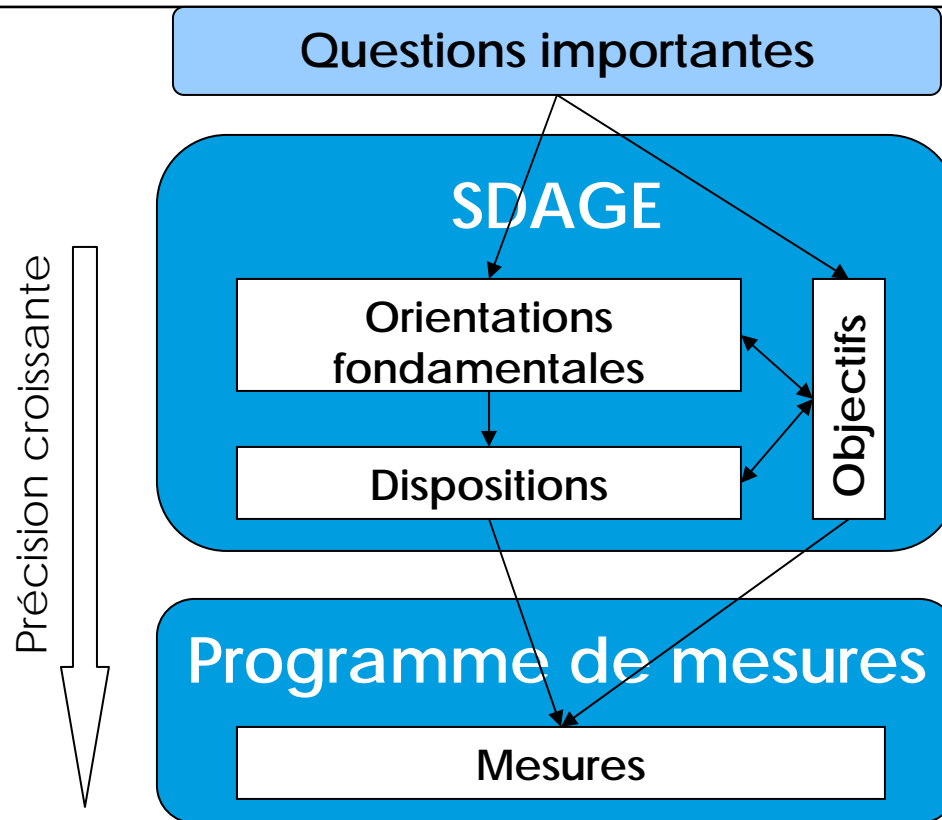 Questions importantes
SDAGE
Orientations
fondamentales
Objectifs
Dispositions
Précision croissante
Programme de mesures
Mesures